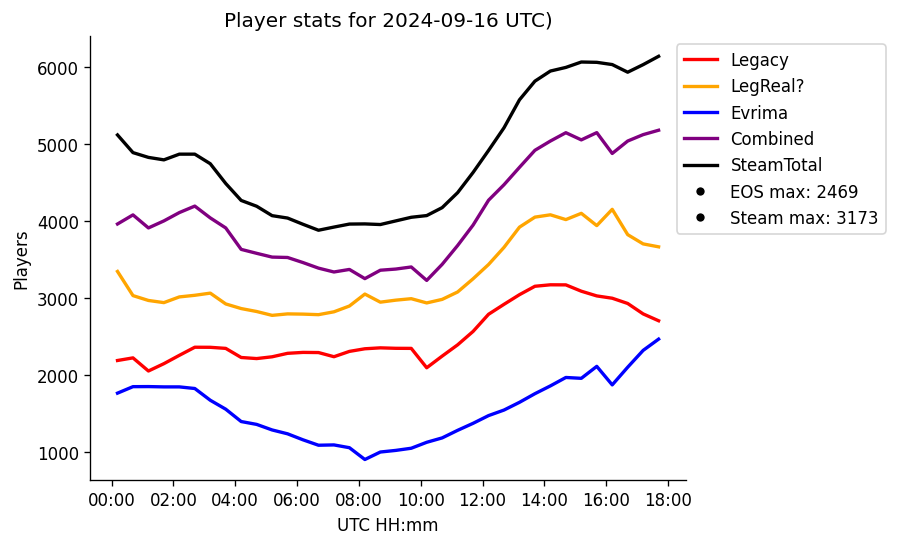 Player stats for 2024-09-16 UTC)
6000
5000
4000
3000
2000
1000
Players
00:00 02:00 04:00 06:00 08:00 10:00 12:00 14:00 16:00 18:00
UTC HH:mm
Legacy
LegReal?
Evrima
Combined
SteamTotal
EOS max: 2469
Steam max: 3173